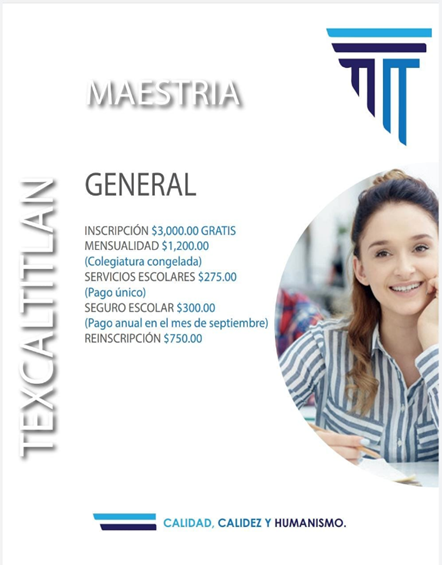 MAESTRIA
GENERAL
TEXCALTITLAN
INSCRIPCIÓN $3,000.00 GRATIS
MENSUALIDAD $1,200.00
(Colegiatura congelada)
SERVICIOS ESCOLARES $275.00
(Pago único)
SEGURO ESCOLAR $300.00
(Pago anual en el mes de septiembre)
REINSCRIPCIÓN $750.00
CALIDAD, CALIDEZ Y HUMANISMO.